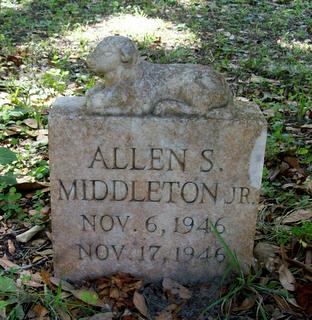 ALLEN S.
MIDDLETON JR.
NOV. 6, 1946
NOV. 17, 1946